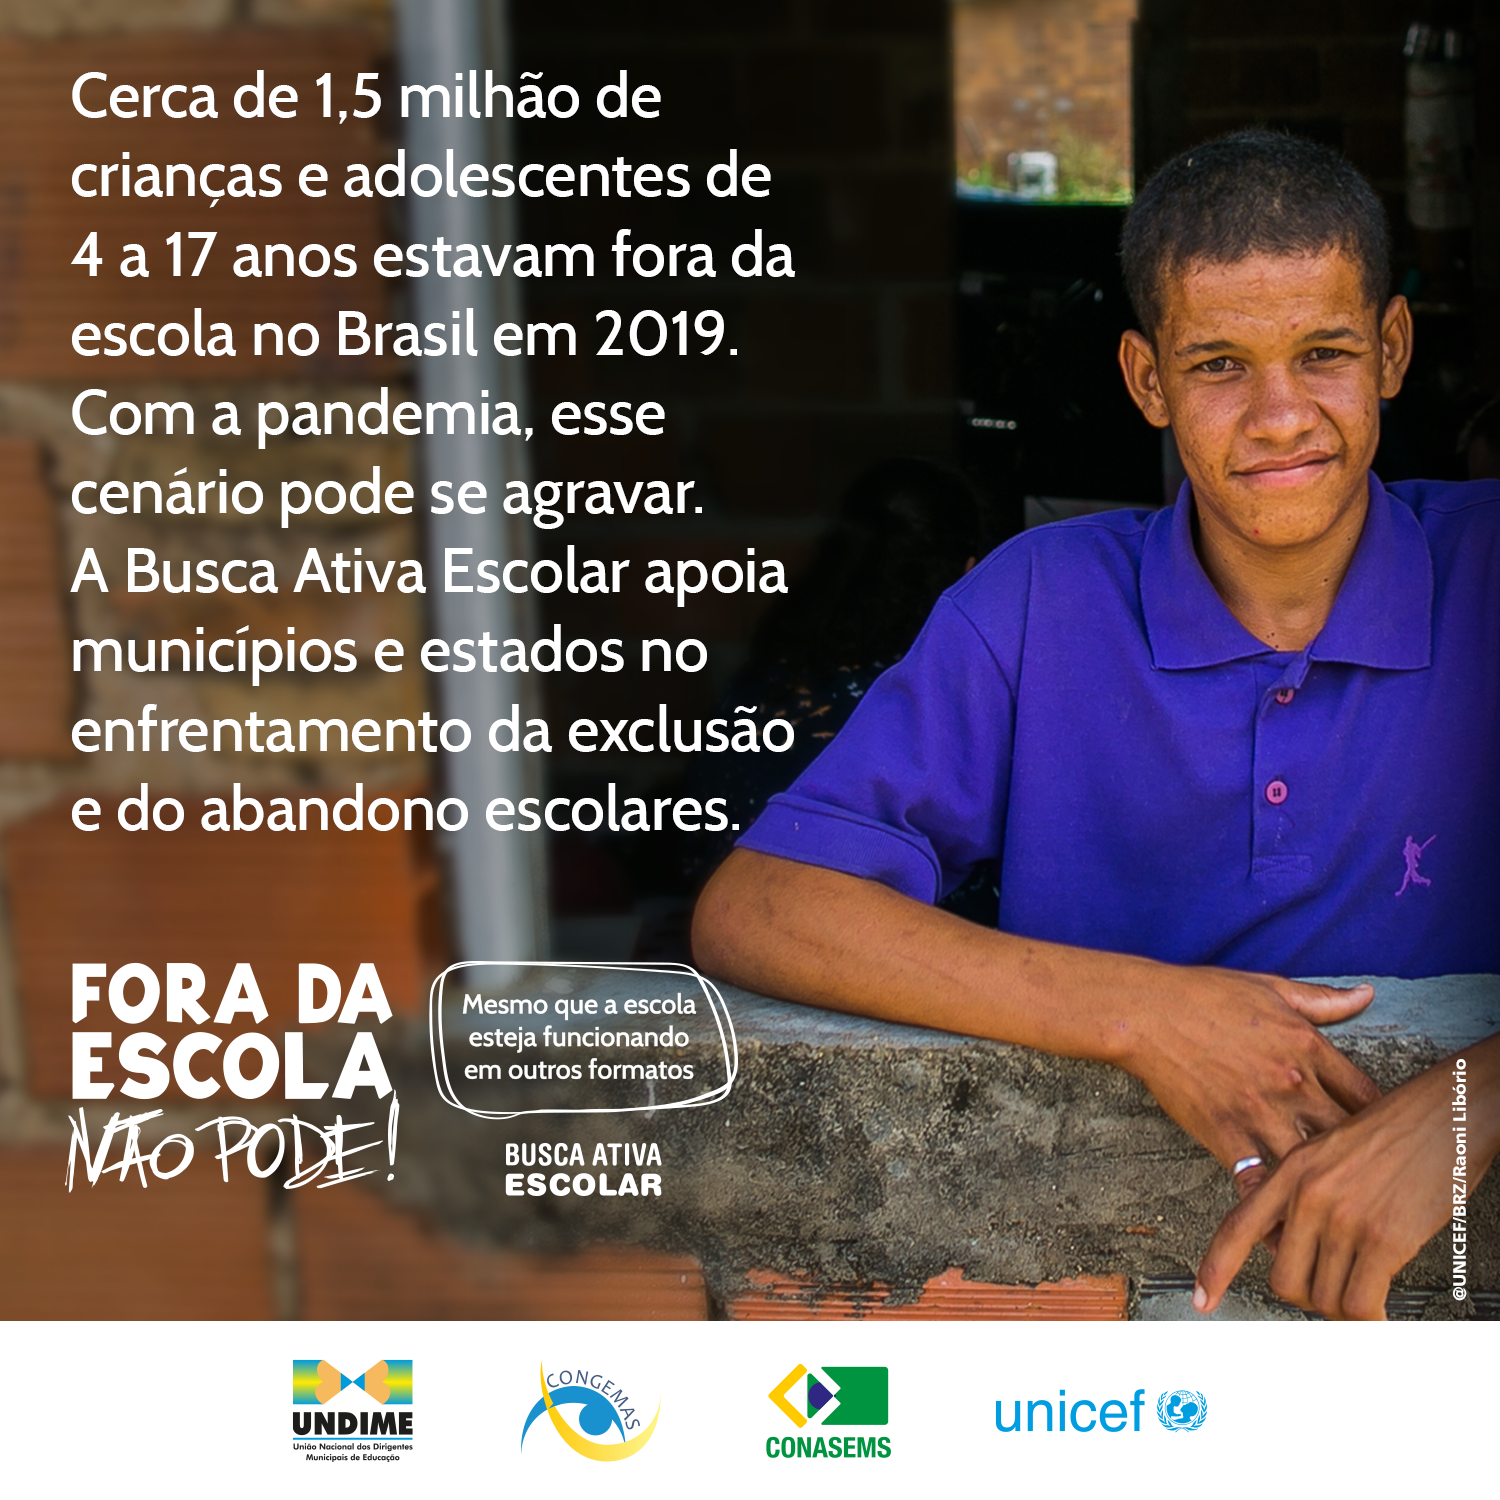 Cerca de 1,5 milhão de
crianças e adolescentes de
4 a 17 anos estavam fora da
escola no Brasil em 2019.
Com a pandemia, esse
cenário pode se agravar.
A Busca Ativa Escolar apoia
municípios e estados no
enfrentamento da exclusão
e do abandono escolares.
FORA DA
ESCOLA
NÃO PODE!
Mesmo que a escola
esteja funcionando
em outros formatos
BUSCA ATIVA
ESCOLAR
@UNICEF/BRZ/Raoni Libório
UNDIME
União Nacional dos Dirigentes
Municipais de Educação
CONGEMAS
CONASEMS
unicef